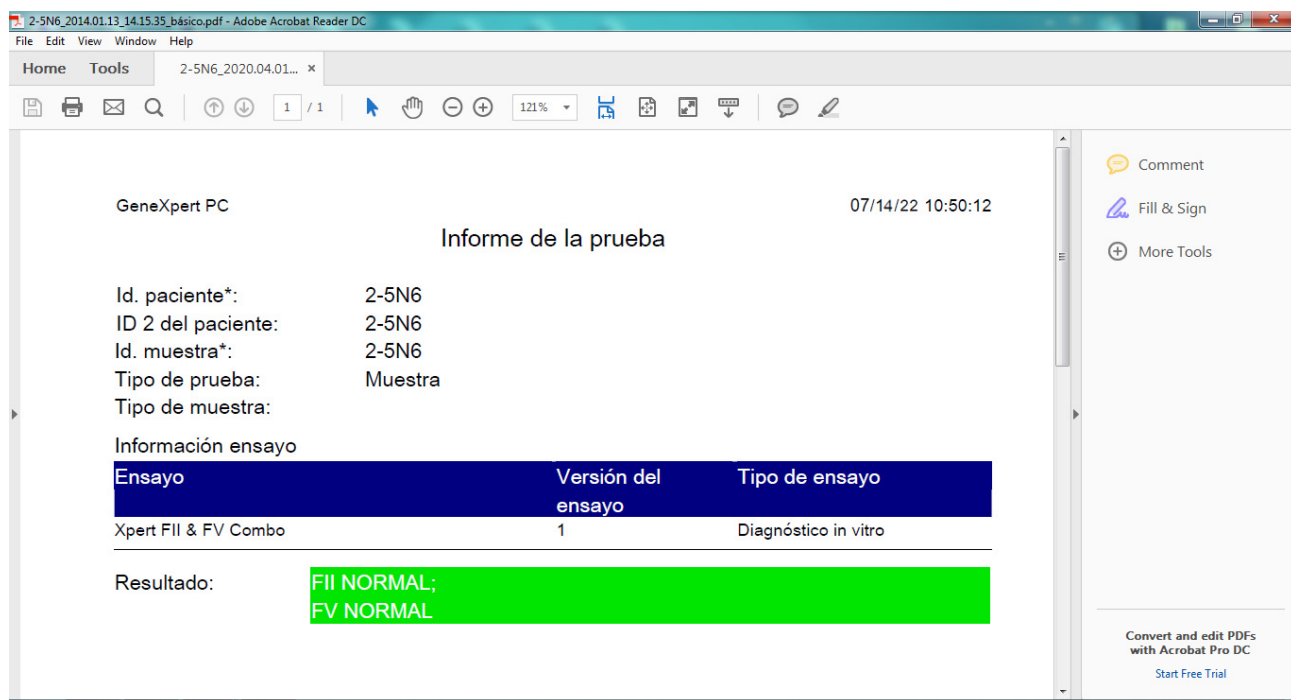 2-5N6_2014.01.13_14.15.35_básico.pdf - Adobe Acrobat Reader DC
File Edit View Window Help
Home Tools 2-5N6_2020.04.01... ×
1 / 1 121%
GeneXpert PC 07/14/22 10:50:12
Informe de la prueba
Id. paciente*: 2-5N6
ID 2 del paciente: 2-5N6
Id. muestra*: 2-5N6
Tipo de prueba: Muestra
Tipo de muestra:
Información ensayo
Ensayo Versión del ensayo Tipo de ensayo
Xpert FII & FV Combo 1 Diagnóstico in vitro
Resultado: FII NORMAL;
FV NORMAL
Comment
Fill & Sign
More Tools
Convert and edit PDFs
with Acrobat Pro DC
Start Free Trial